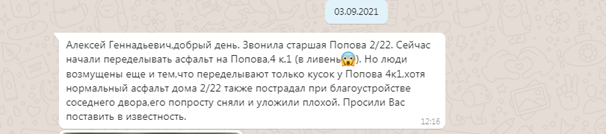 03.09.2021
Алексей Геннадьевич,добрый день. Звонила старшая Попова 2/22. Сейчас
начали переделывать асфальт на Попова.4 к.1 (в ливень😱). Но люди
возмущены еще и тем,что переделывают только кусок у Попова 4к1,хотя
нормальный асфальт дома 2/22 также пострадал при благоустройстве
соседнего двора.его попросту сняли и уложили плохой. Просили Вас
поставить в известность.
12:16